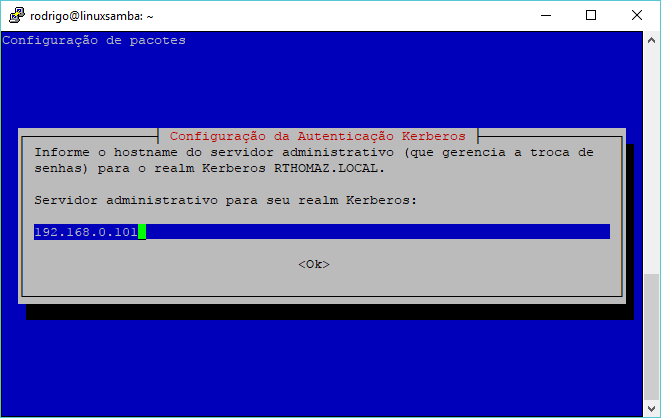 rodrigo@linuxsamba: ~
Configuração de pacotes
Configuração da Autenticação Kerberos
Informe o hostname do servidor administrativo (que gerencia a troca de
senhas) para o realm Kerberos RTHOMAZ.LOCAL.
Servidor administrativo para seu realm Kerberos:
192.168.0.101
<Ok>